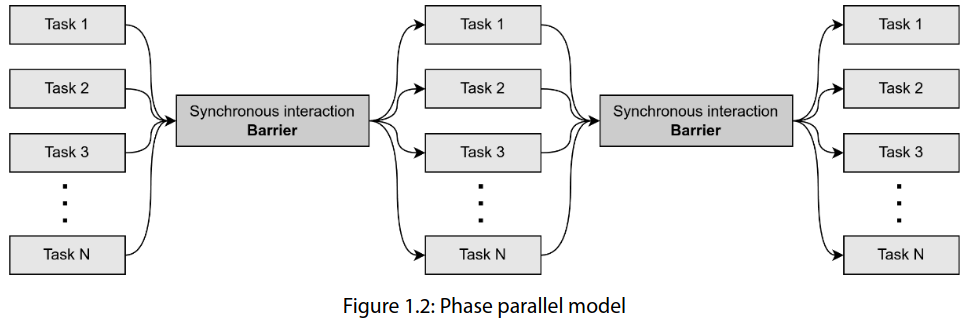 Task 1
Task 2
Task 3
Task N
Synchronous interaction
Barrier
Task 1
Task 2
Task 3
Task N
Synchronous interaction
Barrier
Task 1
Task 2
Task 3
Task N
Figure 1.2: Phase parallel model